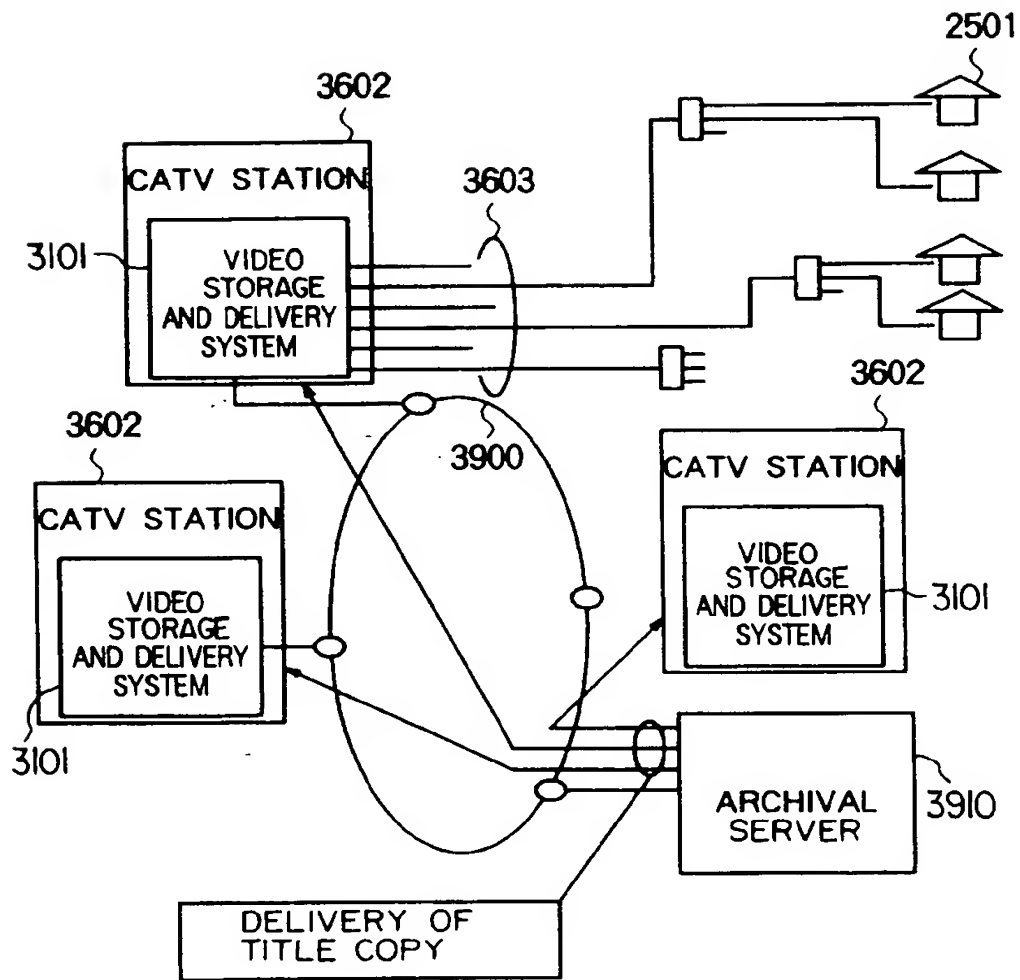 2501
3602
CATV STATION
3603
3101
VIDEO
STORAGE
AND DELIVERY
SYSTEM
3602
3900
3602
CATV STATION
CATV STATION
VIDEO
STORAGE
AND DELIVERY
SYSTEM
3101
VIDEO
STORAGE
AND DELIVERY
SYSTEM
3101
ARCHIVAL
SERVER
3910
DELIVERY OF
TITLE COPY